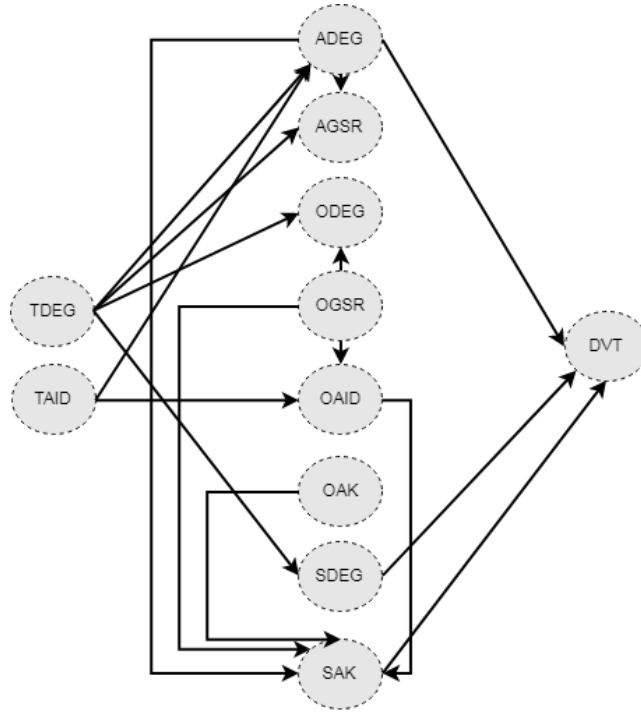 ADEG
AGSR
ODEG
OGSR
TDEG
DVT
TAID
OAID
OAK
SDEG
SAK